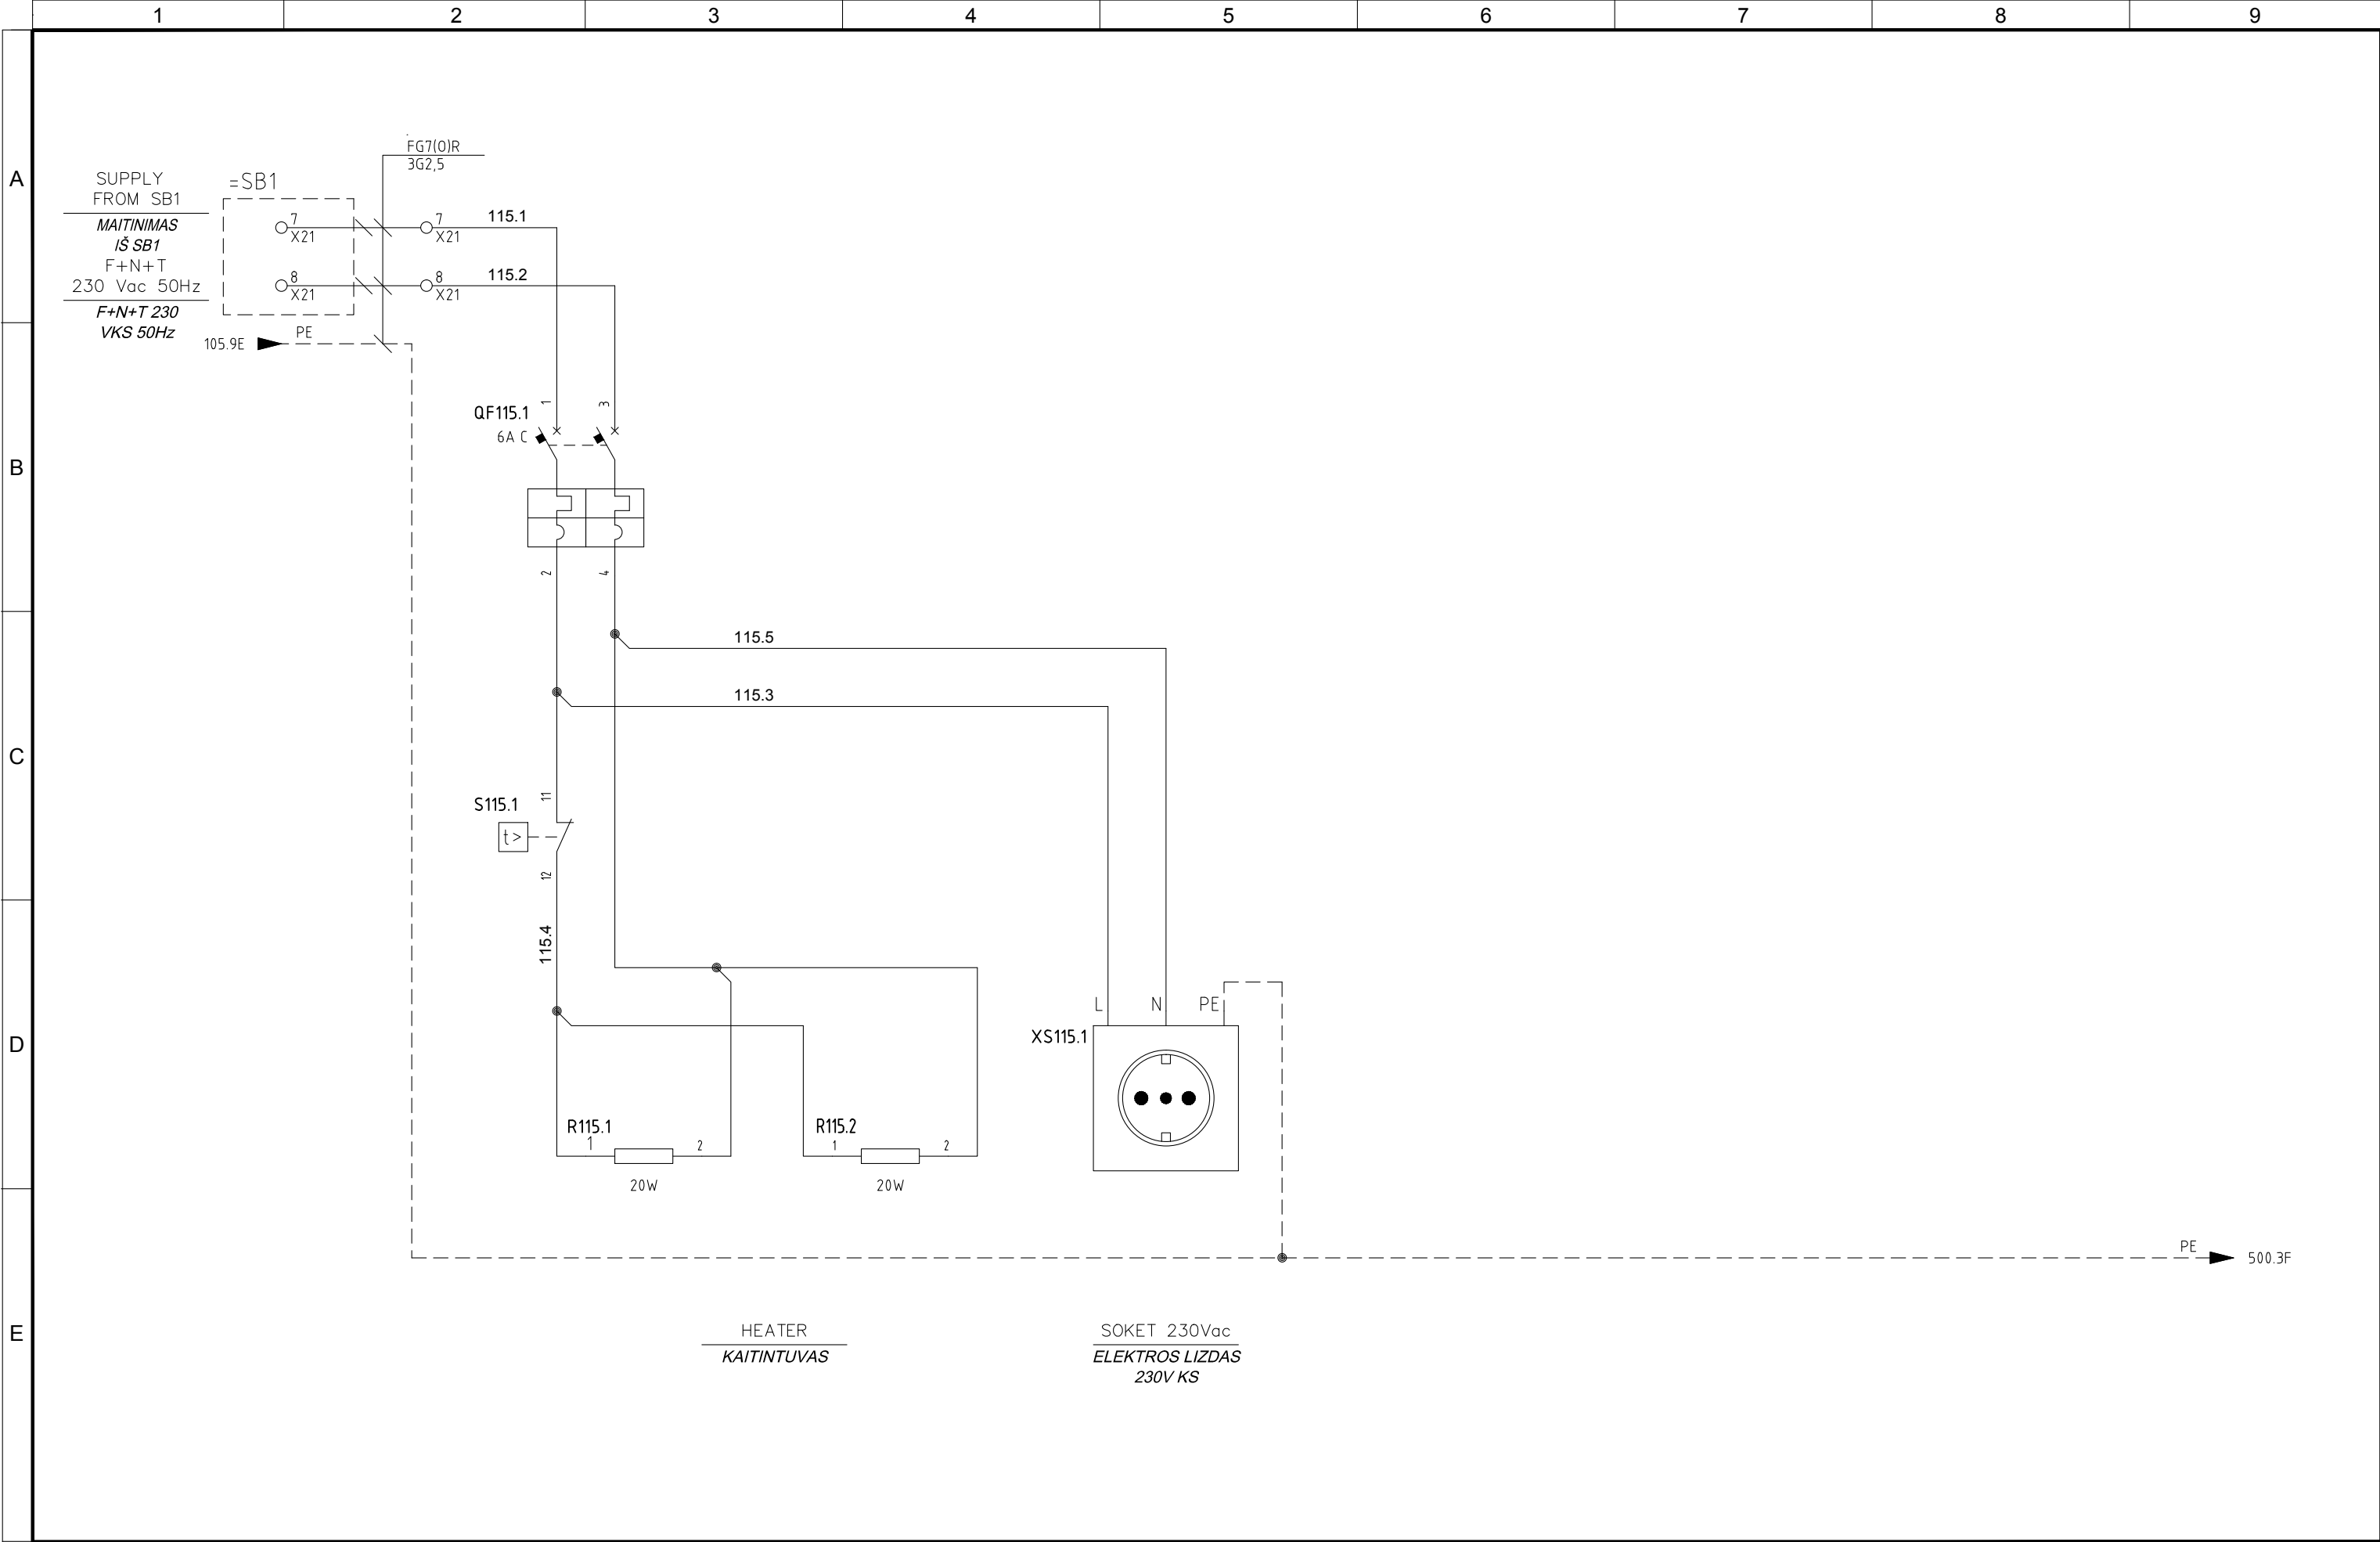 1 2 3 4 5 6 7 8 9
A
B
C
D
E
FG7(O)R
3G2,5
SUPPLY
FROM SB1
MAITINIMAS
IŠ SB1
F+N+T
230 Vac 50Hz
F+N+T 230
VKS 50Hz
=SB1
7
X21
7
X21
115.1
8
X21
8
X21
115.2
105.9E
PE
QF115.1
6A C
1
3
2
4
115.5
115.3
S115.1
11
t>
12
115.4
L N PE
XS115.1
R115.1
1
2
20W
R115.2
1
2
20W
PE
500.3F
HEATER
KAITINTUVAS
SOKET 230Vac
ELEKTROS LIZDAS
230V KS